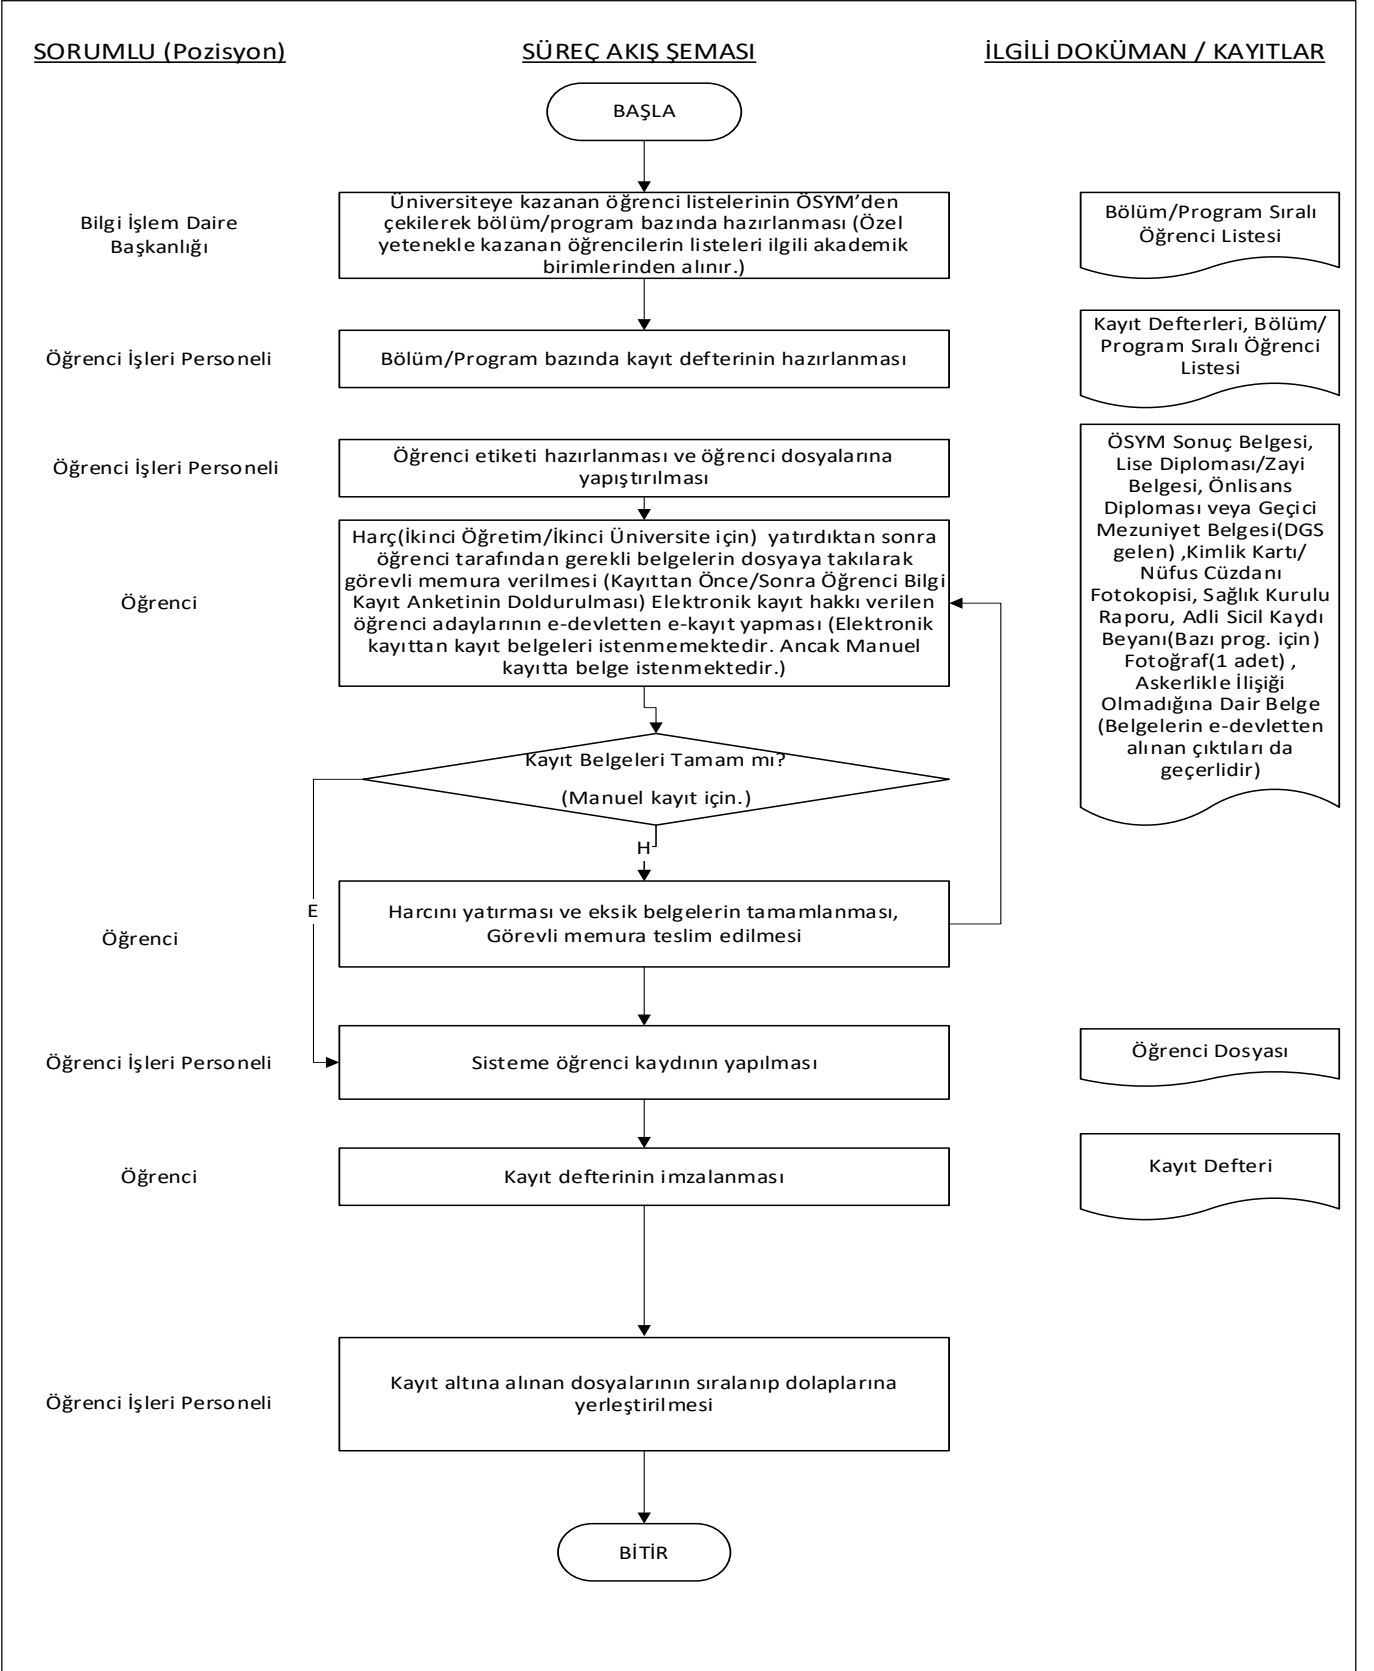 SORUMLU (Pozisyon)
SÜREÇ AKIŞ ŞEMASI
İLGİLİ DOKÜMAN / KAYITLAR
BAŞLA
Bilgi İşlem Daire
Başkanlığı
Üniversiteye kazanan öğrenci listelerinin ÖSYM’den
çekilerek bölüm/program bazında hazırlanması (Özel
yetenekle kazanan öğrencilerin listeleri ilgili akademik
birimlerinden alınır.)
Bölüm/Program Sıralı
Öğrenci Listesi
Öğrenci İşleri Personeli
Bölüm/Program bazında kayıt defterinin hazırlanması
Kayıt Defterleri, Bölüm/
Program Sıralı Öğrenci
Listesi
Öğrenci İşleri Personeli
Öğrenci etiketi hazırlanması ve öğrenci dosyalarına
yapıştırılması
ÖSYM Sonuç Belgesi,
Lise Diploması/Zayi
Belgesi, Önlisans
Diploması veya Geçici
Mezuniyet Belgesi(DGS
gelen) ,Kimlik Kartı/
Nüfus Cüzdanı
Fotokopisi, Sağlık Kurulu
Raporu, Adli Sicil Kaydı
Beyanı(Bazı prog. için)
Fotoğraf(1 adet) ,
Askerlikle İlişiği
Olmadığına Dair Belge
(Belgelerin e-devletten
alınan çıktıları da
geçerlidir)
Öğrenci
Harç(İkinci Öğretim/İkinci Üniversite için) yatırdıktan sonra
öğrenci tarafından gerekli belgelerin dosyaya takılarak
görevli memura verilmesi (Kayıttan Önce/Sonra Öğrenci Bilgi
Kayıt Anketinin Doldurulması) Elektronik kayıt hakkı verilen
öğrenci adaylarının e-devletten e-kayıt yapması (Elektronik
kayıttan kayıt belgeleri istenmemektedir. Ancak Manuel
kayıtta belge istenmektedir.)
Kayıt Belgeleri Tamam mı?
(Manuel kayıt için.)
H
E
Öğrenci
Harcını yatırması ve eksik belgelerin tamamlanması,
Görevli memura teslim edilmesi
Öğrenci İşleri Personeli
Sisteme öğrenci kaydının yapılması
Öğrenci Dosyası
Öğrenci
Kayıt defterinin imzalanması
Kayıt Defteri
Öğrenci İşleri Personeli
Kayıt altına alınan dosyalarının sıralanıp dolaplarına
yerleştirilmesi
BİTİR